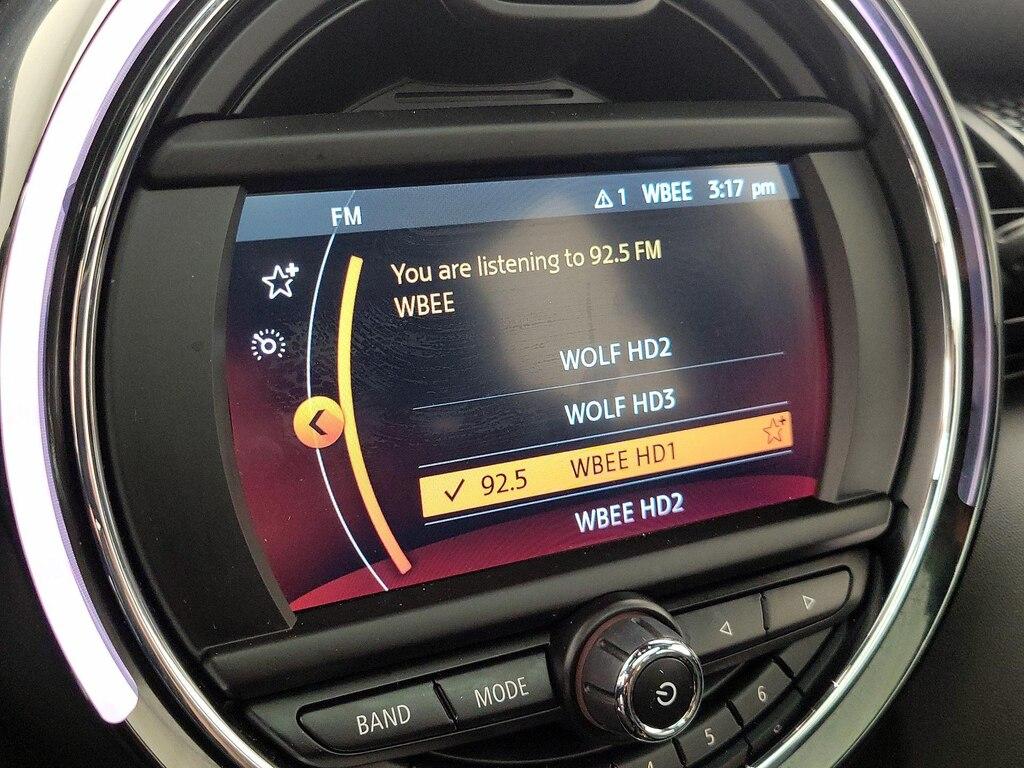 FM
1 WBEE 3:17 pm
You are listening to 92.5 FM
WBEE
WOLF HD2
WOLF HD3
92.5 WBEE HD1
WBEE HD2
BAND
MODE
4
5
6